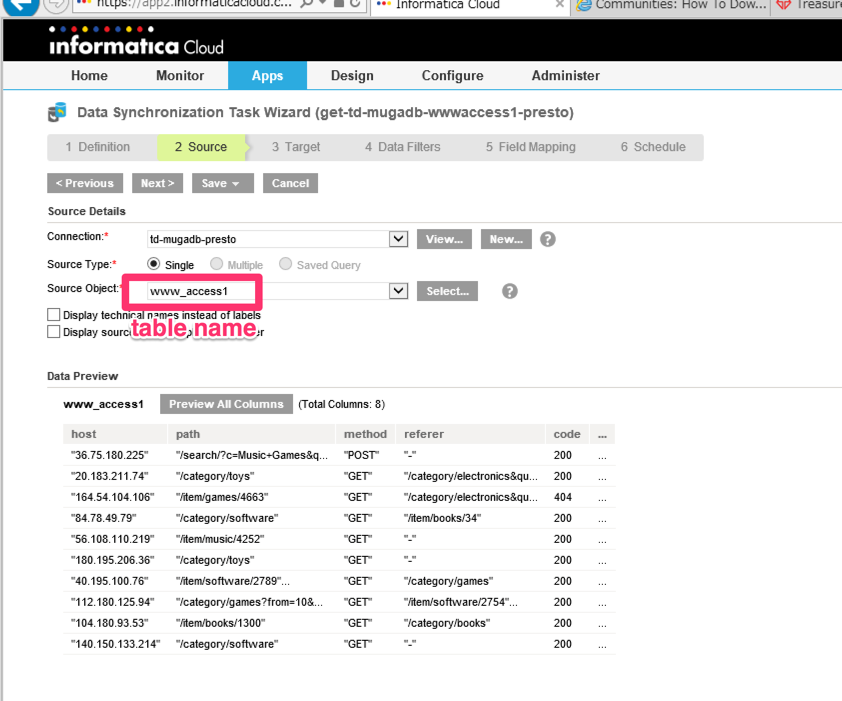 https://app2.informaticacloud.c... Informatica Cloud Communities: How To Dow... Treasure
informatica Cloud
Home Monitor Apps Design Configure Administer
Data Synchronization Task Wizard (get-td-mugadb-wwwaccess1-presto)
1 Definition 2 Source 3 Target 4 Data Filters 5 Field Mapping 6 Schedule
< Previous Next > Save Cancel
Source Details
Connection:* td-mugadb-presto View... New... ?
Source Type:* Single Multiple Saved Query
Source Object:* www_access1 Select... ?
Display technical names instead of labels
table name
Display sourc
Data Preview
www_access1 Preview All Columns (Total Columns: 8)
host path method referer code ...
"36.75.180.225" "/search/?c=Music+Games&q... "POST" "-" 200 ...
"20.183.211.74" "/category/toys" "GET" "/category/electronics&qu... 200 ...
"164.54.104.106" "/item/games/4663" "GET" "/category/electronics&qu... 404 ...
"84.78.49.79" "/category/software" "GET" "/item/books/34" 200 ...
"56.108.110.219" "/item/music/4252" "GET" "-" 200 ...
"180.195.206.36" "/category/toys" "GET" "-" 200 ...
"40.195.100.76" "/item/software/2789"... "GET" "/category/games" 200 ...
"112.180.125.94" "/category/games?from=10&... "GET" "/item/software/2754"... 200 ...
"104.180.93.53" "/item/books/1300" "GET" "/category/books" 200 ...
"140.150.133.214" "/category/software" "GET" "-" 200 ...